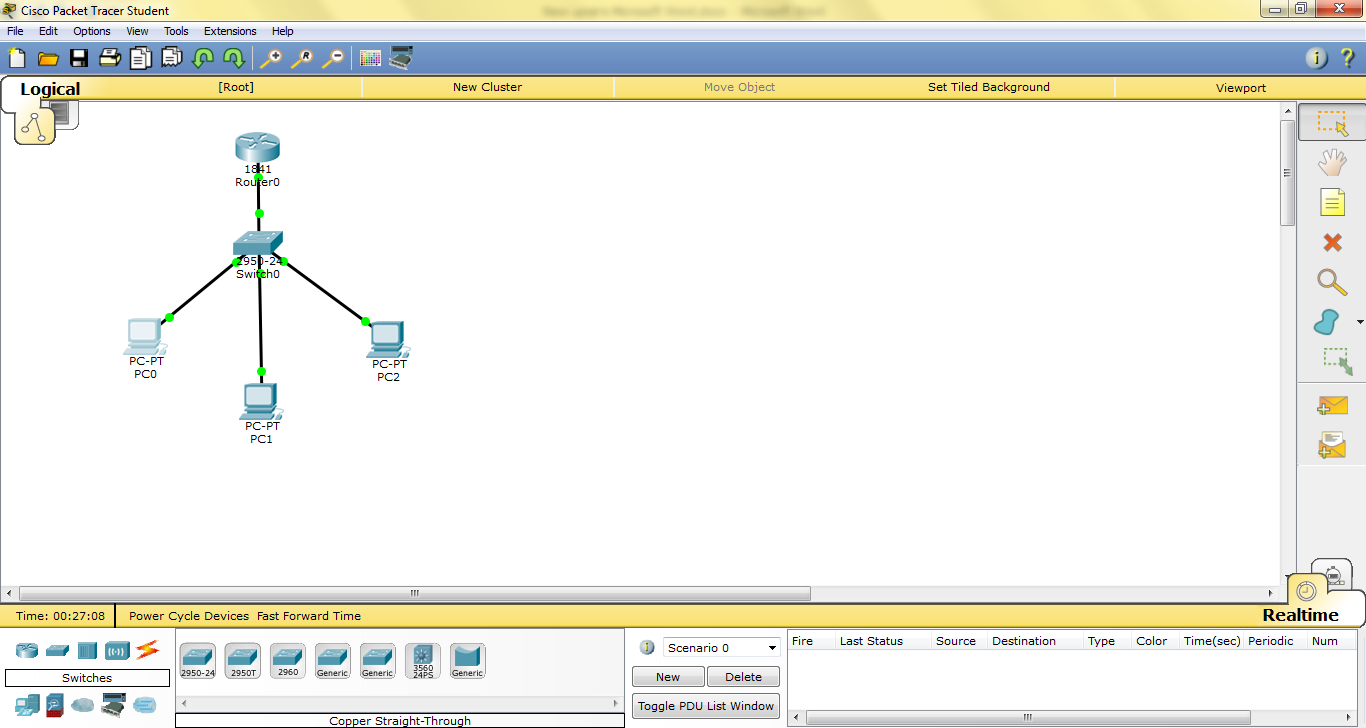 Cisco Packet Tracer Student
File Edit Options View Tools Extensions Help
Logical [Root] New Cluster Move Object Set Tiled Background Viewport
1841
Router0
2950-24
Switch0
PC-PT
PC0
PC-PT
PC2
PC-PT
PC1
Time: 00:27:08 Power Cycle Devices Fast Forward Time Realtime
Switches
2950-24 2950T 2960 Generic Generic 3560 24PS Generic
Copper Straight-Through
Scenario 0
New Delete
Toggle PDU List Window
Fire Last Status Source Destination Type Color Time(sec) Periodic Num